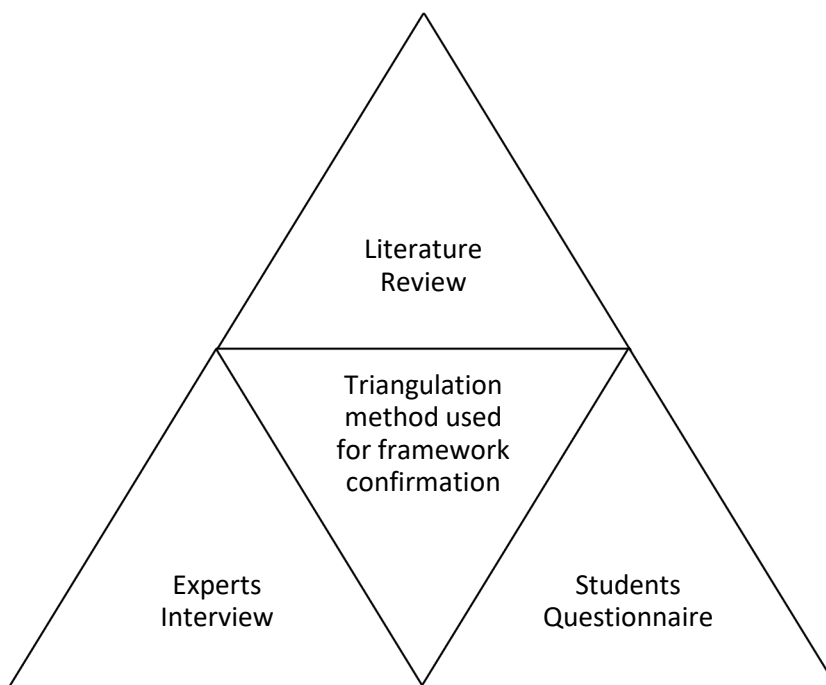 Literature
Review
Triangulation
method used
for framework
confirmation
Experts
Interview
Students
Questionnaire